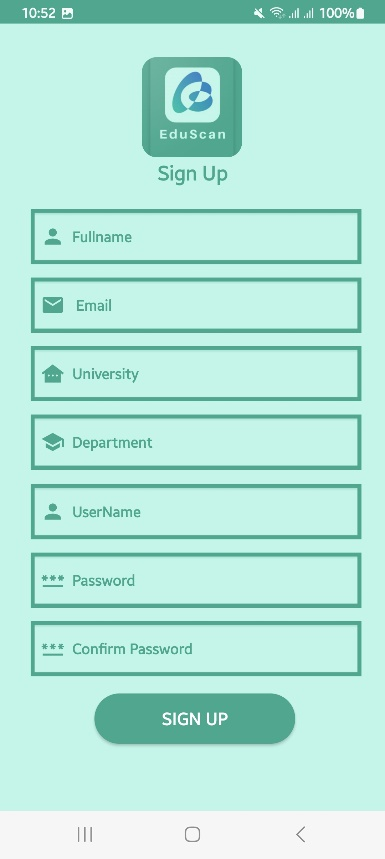 10:52 100%
EduScan
Sign Up
Fullname
Email
University
Department
UserName
*** Password
*** Confirm Password
SIGN UP